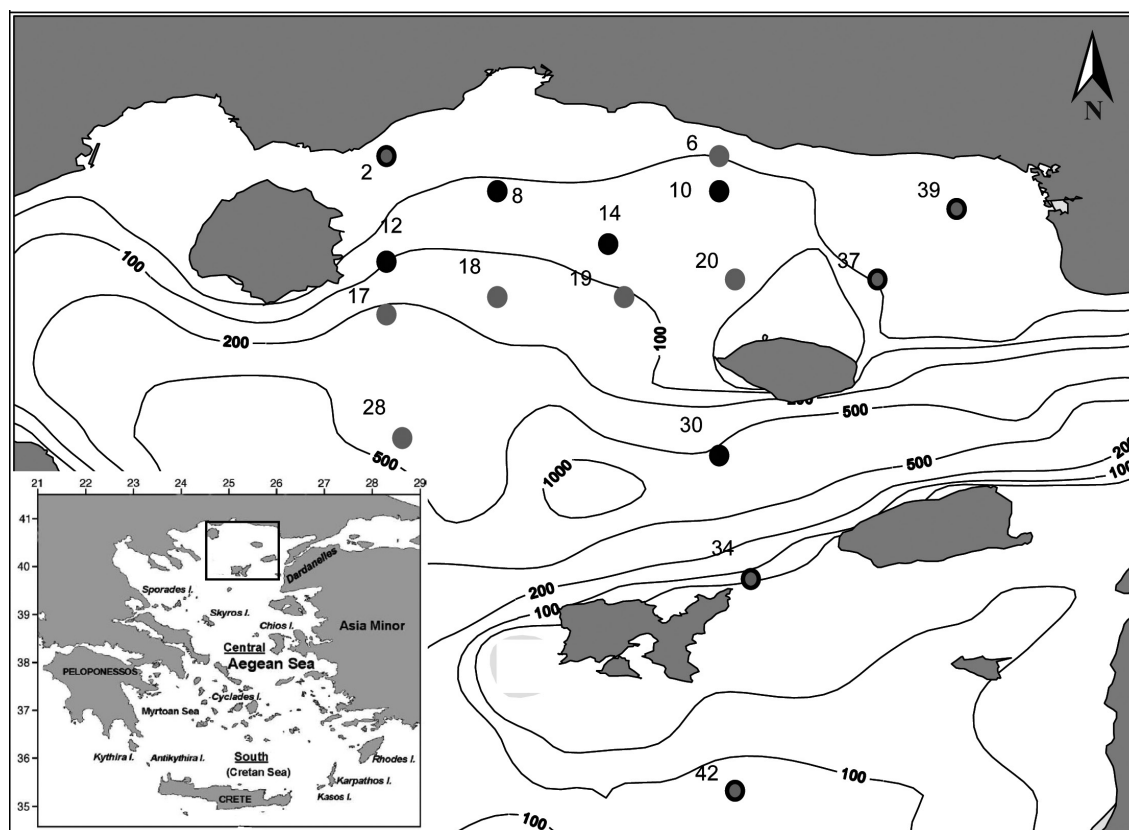 N
6
2
39
8
10
14
12
100
37
18
19
20
17
200
100
200
500
28
30
500
200
500
1000
100
34
200
100
42
100
100
21 22 23 24 25 26 27 28 29
41
40
39
38
37
36
35
Dardanelles
Sporades I.
Skyros I.
Chios I.
Asia Minor
Central
Aegean Sea
PELOPONESSOS
Cyclades I.
Myrtoan Sea
Kythira I.
Antikythira I.
South
(Cretan Sea)
Rhodes I.
Karpathos I.
Kasos I.
CRETE